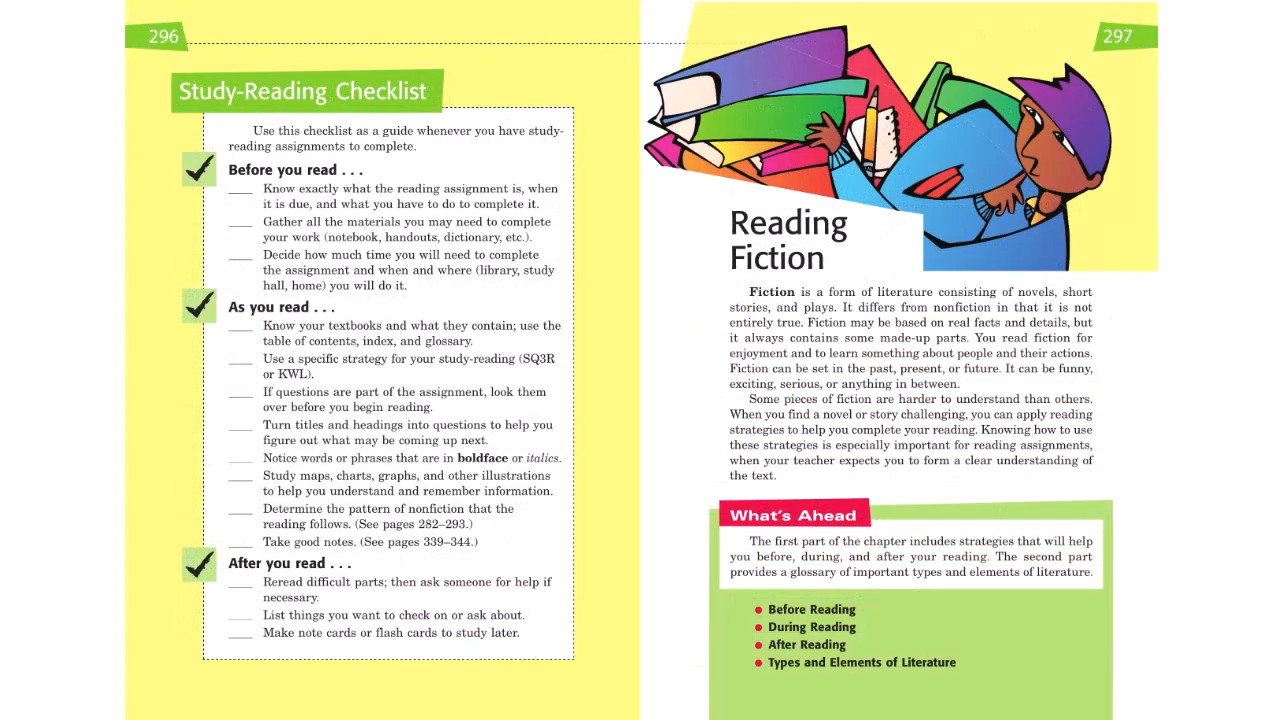 296
Study-Reading Checklist
Use this checklist as a guide whenever you have study-
reading assignments to complete.
Before you read . . .
____ Know exactly what the reading assignment is, when
it is due, and what you have to do to complete it.
____ Gather all the materials you may need to complete
your work (notebook, handouts, dictionary, etc.).
____ Decide how much time you will need to complete
the assignment and when and where (library, study
hall, home) you will do it.
As you read . . .
____ Know your textbooks and what they contain; use the
table of contents, index, and glossary.
____ Use a specific strategy for your study-reading (SQ3R
or KWL).
____ If questions are part of the assignment, look them
over before you begin reading.
____ Turn titles and headings into questions to help you
figure out what may be coming up next.
____ Notice words or phrases that are in boldface or italics.
____ Study maps, charts, graphs, and other illustrations
to help you understand and remember information.
____ Determine the pattern of nonfiction that the
reading follows. (See pages 282–293.)
____ Take good notes. (See pages 339–344.)
After you read . . .
____ Reread difficult parts; then ask someone for help if
necessary.
____ List things you want to check on or ask about.
____ Make note cards or flash cards to study later.
297
Reading
Fiction
Fiction is a form of literature consisting of novels, short
stories, and plays. It differs from nonfiction in that it is not
entirely true. Fiction may be based on real facts and details, but
it always contains some made-up parts. You read fiction for
enjoyment and to learn something about people and their actions.
Fiction can be set in the past, present, or future. It can be funny,
exciting, serious, or anything in between.
Some pieces of fiction are harder to understand than others.
When you find a novel or story challenging, you can apply reading
strategies to help you complete your reading. Knowing how to use
these strategies is especially important for reading assignments,
when your teacher expects you to form a clear understanding of
the text.
What's Ahead
The first part of the chapter includes strategies that will help
you before, during, and after your reading. The second part
provides a glossary of important types and elements of literature.
● Before Reading
● During Reading
● After Reading
● Types and Elements of Literature